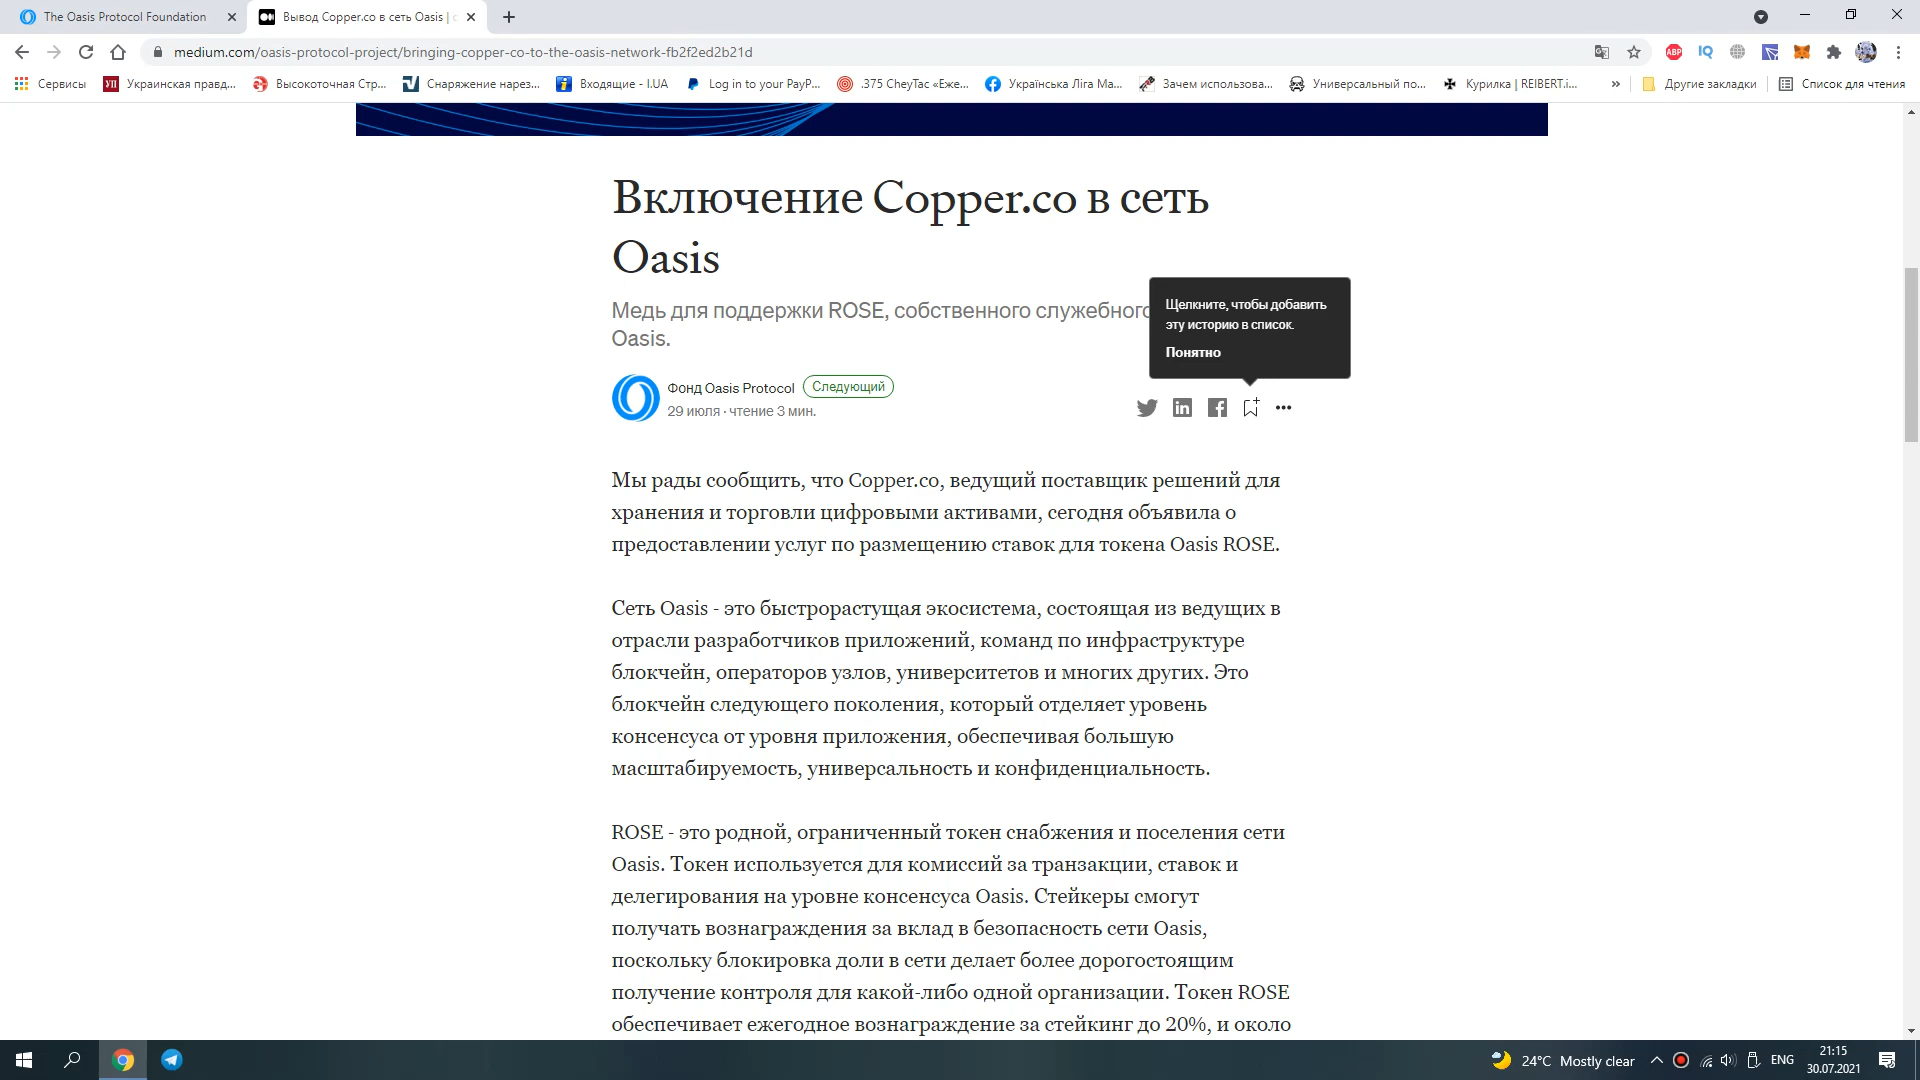 The Oasis Protocol Foundation
Вывод Copper.co в сеть Oasis |
medium.com/oasis-protocol-project/bringing-copper-co-to-the-oasis-network-fb2f2ed2b21d
ABP
IQ
Сервисы
УП
Украинская правд...
Высокоточная Стр...
Снаряжение нарез...
Входящие - I.UA
Log in to your PayP...
.375 CheyTac «Еже...
Українська Ліга Ма...
Зачем использова...
Универсальный по...
Курилка | REIBERT.i...
»
Другие закладки
Список для чтения
Включение Copper.co в сеть
Oasis
Медь для поддержки ROSE, собственного служебного
Oasis.
Щелкните, чтобы добавить
эту историю в список.
Понятно
Фонд Oasis Protocol
Следующий
29 июля · чтение 3 мин.
Мы рады сообщить, что Copper.co, ведущий поставщик решений для
хранения и торговли цифровыми активами, сегодня объявила о
предоставлении услуг по размещению ставок для токена Oasis ROSE.
Сеть Oasis - это быстрорастущая экосистема, состоящая из ведущих в
отрасли разработчиков приложений, команд по инфраструктуре
блокчейн, операторов узлов, университетов и многих других. Это
блокчейн следующего поколения, который отделяет уровень
консенсуса от уровня приложения, обеспечивая большую
масштабируемость, универсальность и конфиденциальность.
ROSE - это родной, ограниченный токен снабжения и поселения сети
Oasis. Токен используется для комиссий за транзакции, ставок и
делегирования на уровне консенсуса Oasis. Стейкеры смогут
получать вознаграждения за вклад в безопасность сети Oasis,
поскольку блокировка доли в сети делает более дорогостоящим
получение контроля для какой-либо одной организации. Токен ROSE
обеспечивает ежегодное вознаграждение за стейкинг до 20%, и около
24°C Mostly clear
ENG
21:15
30.07.2021